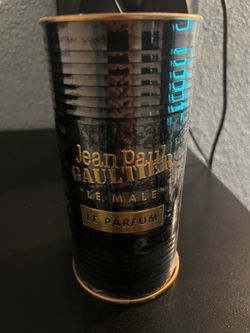 Jean Paul
GAULTIER
"LE MALE"
LE PARFUM